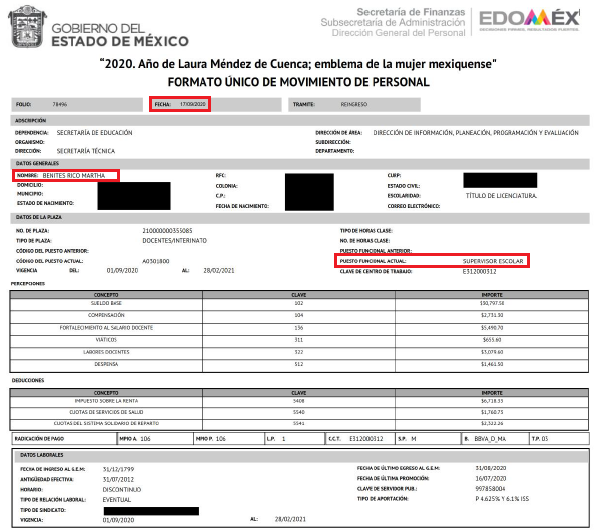 GOBIERNO DEL
ESTADO DE MÉXICO
Secretaría de Finanzas
Subsecretaría de Administración
Dirección General del Personal
EDOMÉX
DECISIONES FIRMES, RESULTADOS FUERTES.
“2020. Año de Laura Méndez de Cuenca; emblema de la mujer mexiquense"
FORMATO ÚNICO DE MOVIMIENTO DE PERSONAL
FOLIO: 78496 FECHA: 17/09/2020 TRAMITE: REINGRESO
ADSCRIPCIÓN
DEPENDENCIA: SECRETARÍA DE EDUCACIÓN DIRECCIÓN DE ÁREA: DIRECCIÓN DE INFORMACIÓN, PLANEACIÓN, PROGRAMACIÓN Y EVALUACIÓN
ORGANISMO: SUBDIRECCIÓN:
DIRECCIÓN: SECRETARÍA TÉCNICA DEPARTAMENTO:
DATOS GENERALES
NOMBRE: BENITES RICO MARTHA RFC: CURP:
DOMICILIO: COLONIA: ESTADO CIVIL:
MUNICIPIO: C.P.: ESCOLARIDAD: TÍTULO DE LICENCIATURA.
ESTADO DE NACIMIENTO: FECHA DE NACIMIENTO: CORREO ELECTRÓNICO:
DATOS DE LA PLAZA
NO. DE PLAZA: 210000000355085 TIPO DE HORIAS CLASE:
TIPO DE PLAZA: DOCENTES/INTERINATO NO. DE HORIAS CLASE:
CÓDIGO DEL PUESTO ANTERIOR: PUESTO FUNCIONAL ANTERIOR:
CÓDIGO DEL PUESTO ACTUAL: A0301800 PUESTO FUNCIONAL ACTUAL: SUPERVISOR ESCOLAR
VIGENCIA DEL: 01/09/2020 AL: 28/02/2021 CLAVE DE CENTRO DE TRABAJO: E312000312
PERCEPCIONES
CONCEPTO CLAVE IMPORTE
SUELDO BASE 102 $30,797.50
COMPENSACIÓN 104 $2,731.30
FORTALECIMIENTO AL SALARIO DOCENTE 136 $5,490.70
VIÁTICOS 311 $655.60
LABORES DOCENTES 322 $3,079.60
DESPENSA 512 $1,461.50
DEDUCCIONES
CONCEPTO CLAVE IMPORTE
IMPUESTO SOBRE LA RENTA 5408 $6,718.33
CUOTAS DE SERVICIOS DE SALUD 5540 $1,760.75
CUOTAS DEL SISTEMA SOLIDARIO DE REPARTO 5541 $2,322.26
RADICACIÓN DE PAGO MPIO A. 106 MPIO P. 106 L.P. 1 C.C.T. E312000312 S.P. M B. BBVA_D_MA T.P. 03
DATOS LABORALES
FECHA DE INGRESO AL G.E.M: 31/12/1799 FECHA DE ÚLTIMO EGRESO AL G.E.M: 31/08/2020
ANTIGÜEDAD EFECTIVA: 31/07/2012 FECHA DE ÚLTIMA PROMOCIÓN: 16/07/2020
HORARIO: DISCONTINUO CLAVE DE SERVIDOR PUB.: 997858004
TIPO DE RELACIÓN LABORAL: EVENTUAL TIPO DE APORTACIÓN: P 4.625% Y 6.1% ISS
TIPO DE SINDICATO:
VIGENCIA: 01/09/2020 AL: 28/02/2021